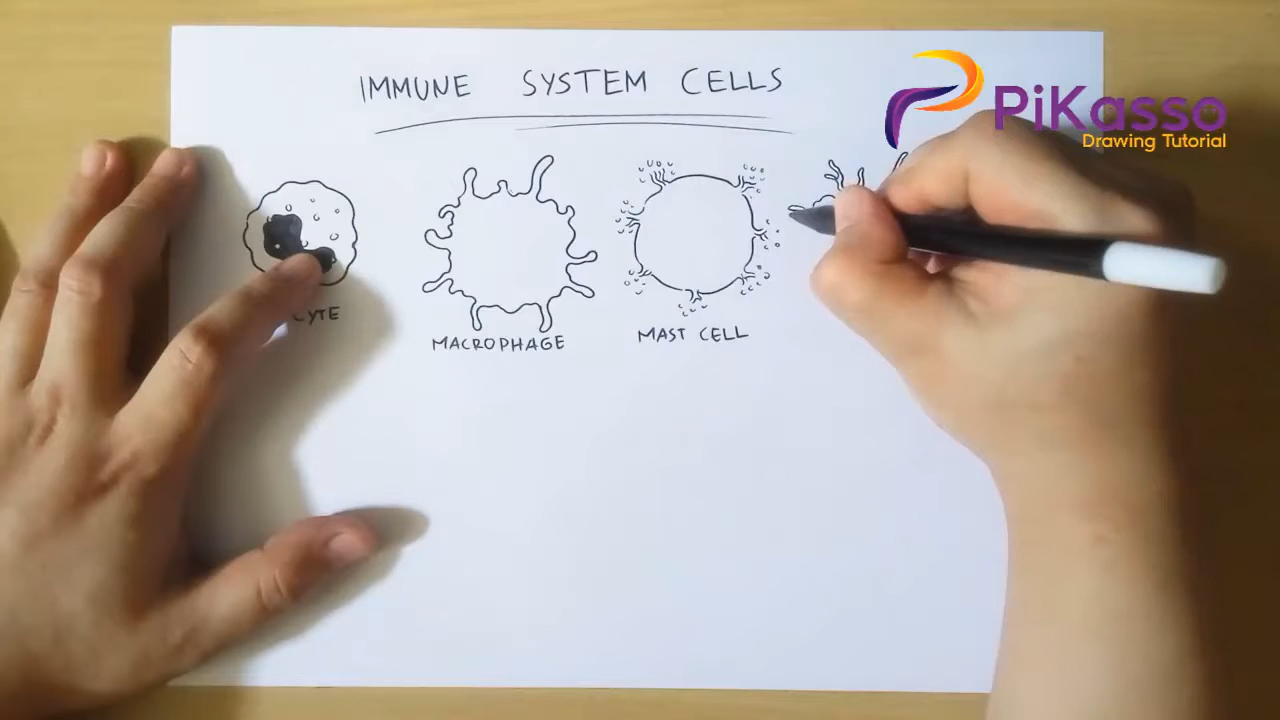 IMMUNE SYSTEM CELLS
PiKasso
Drawing Tutorial
CYTE
MACROPHAGE
MAST CELL